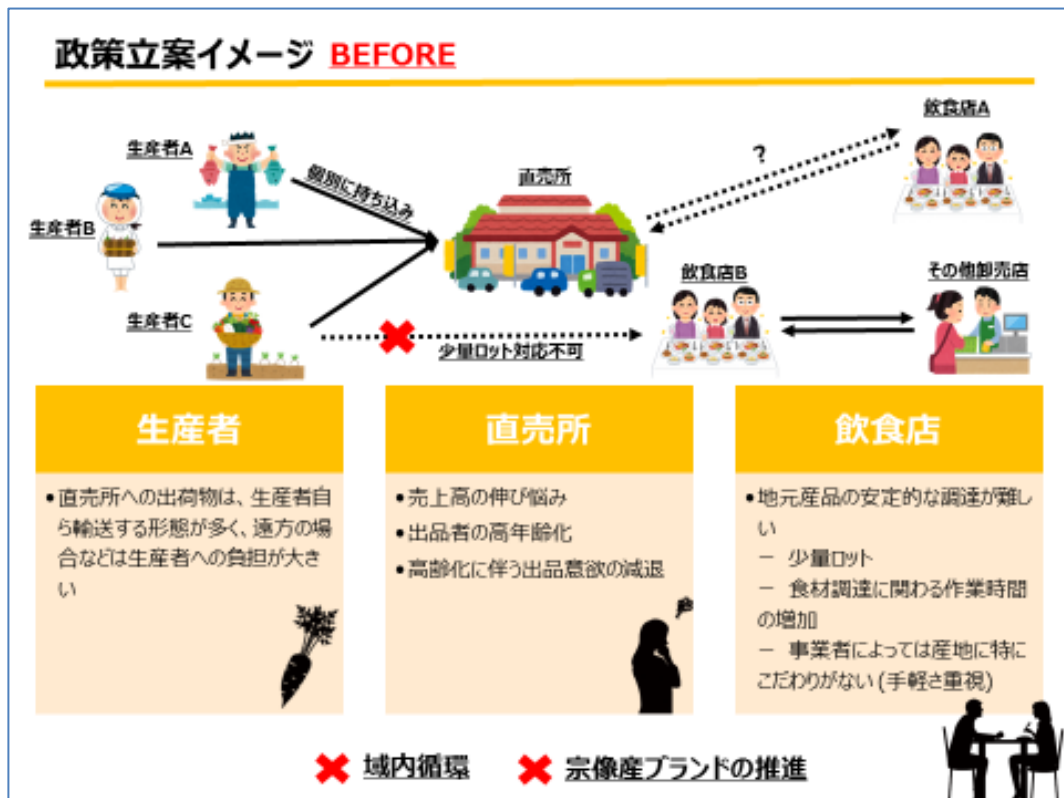 政策立案イメージ BEFORE
飲食店A
生産者A
?
個別に持ち込み
直売所
生産者B
飲食店B
その他卸売店
生産者C
少量ロット対応不可
生産者
直売所
飲食店
•直売所への出荷物は、生産者自
ら輸送する形態が多く、遠方の場
合などは生産者への負担が大き
い
•売上高の伸び悩み
•出品者の高年齢化
•高齢化に伴う出品意欲の減退
•地元産品の安定的な調達が難し
い
－ 少量ロット
－ 食材調達に関わる作業時間
の増加
－ 事業者によっては産地に特に
こだわりがない(手軽さ重視)
域内循環
宗像産ブランドの推進